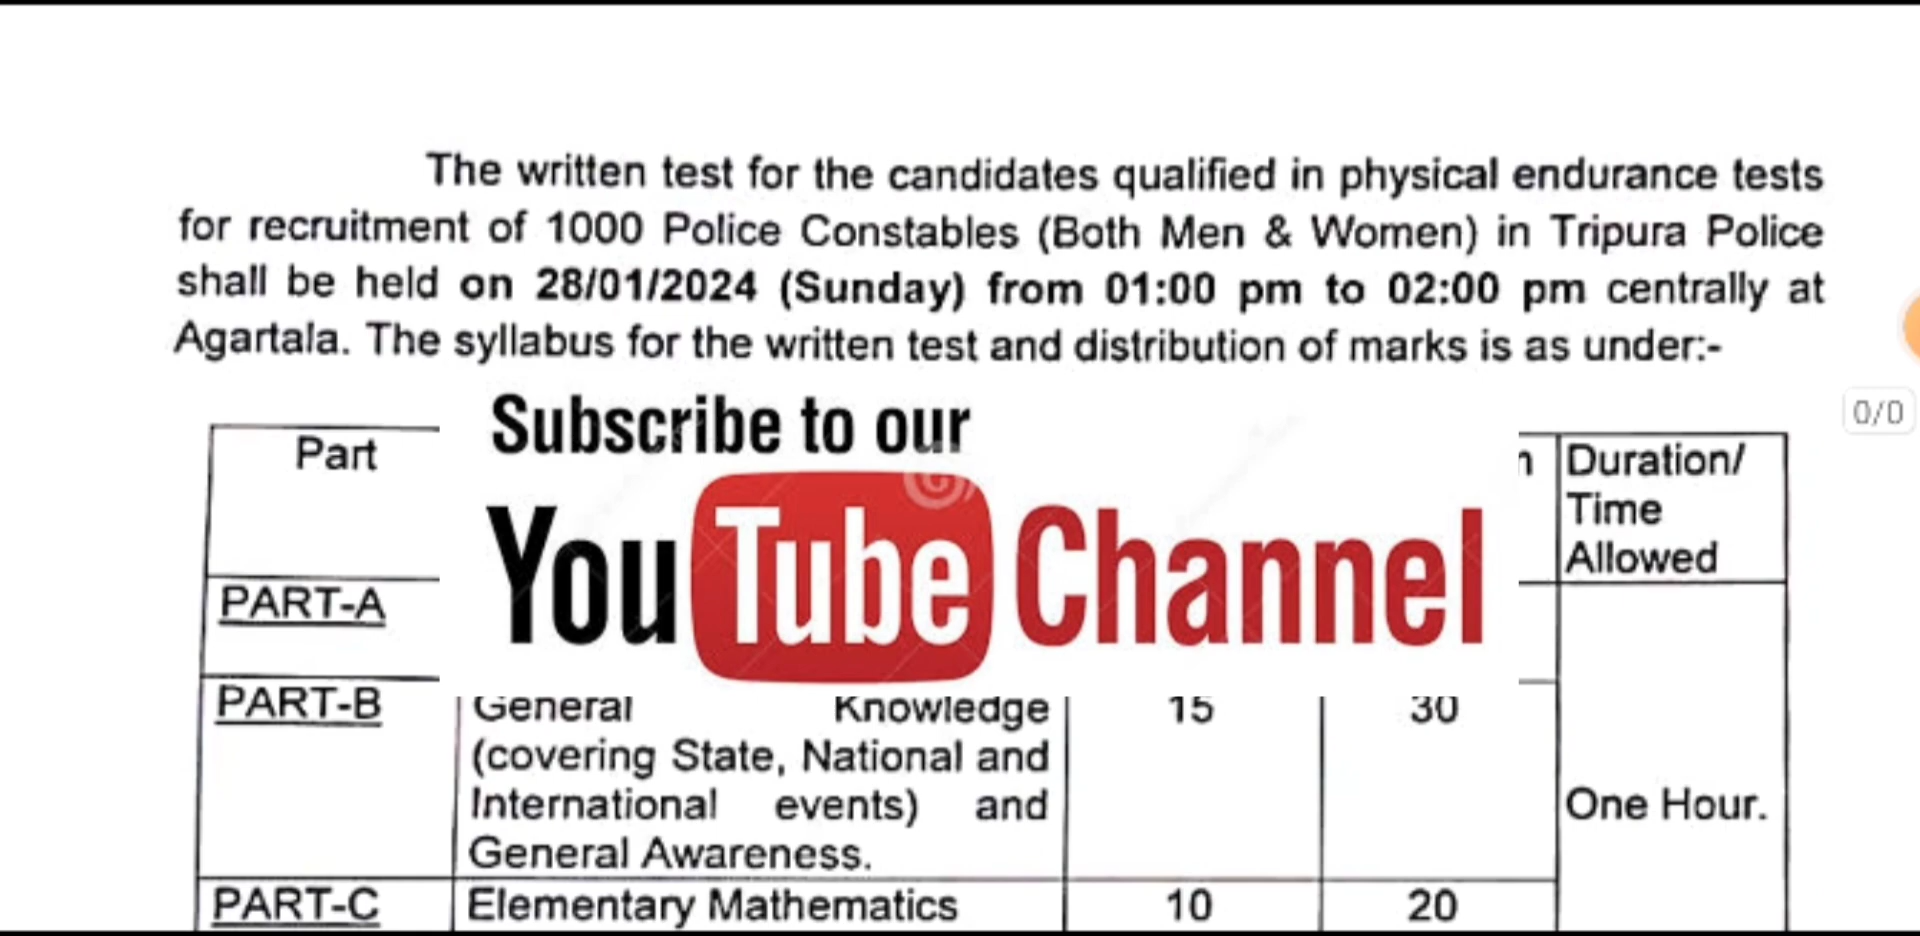 The written test for the candidates qualified in physical endurance tests
for recruitment of 1000 Police Constables (Both Men & Women) in Tripura Police
shall be held on 28/01/2024 (Sunday) from 01:00 pm to 02:00 pm centrally at
Agartala. The syllabus for the written test and distribution of marks is as under:-
Subscribe to our
YouTube Channel
0/0
Part
Duration/
Time
Allowed
PART-A
PART-B General Knowledge 15 30
(covering State, National and
International events) and One Hour.
General Awareness.
PART-C Elementary Mathematics 10 20